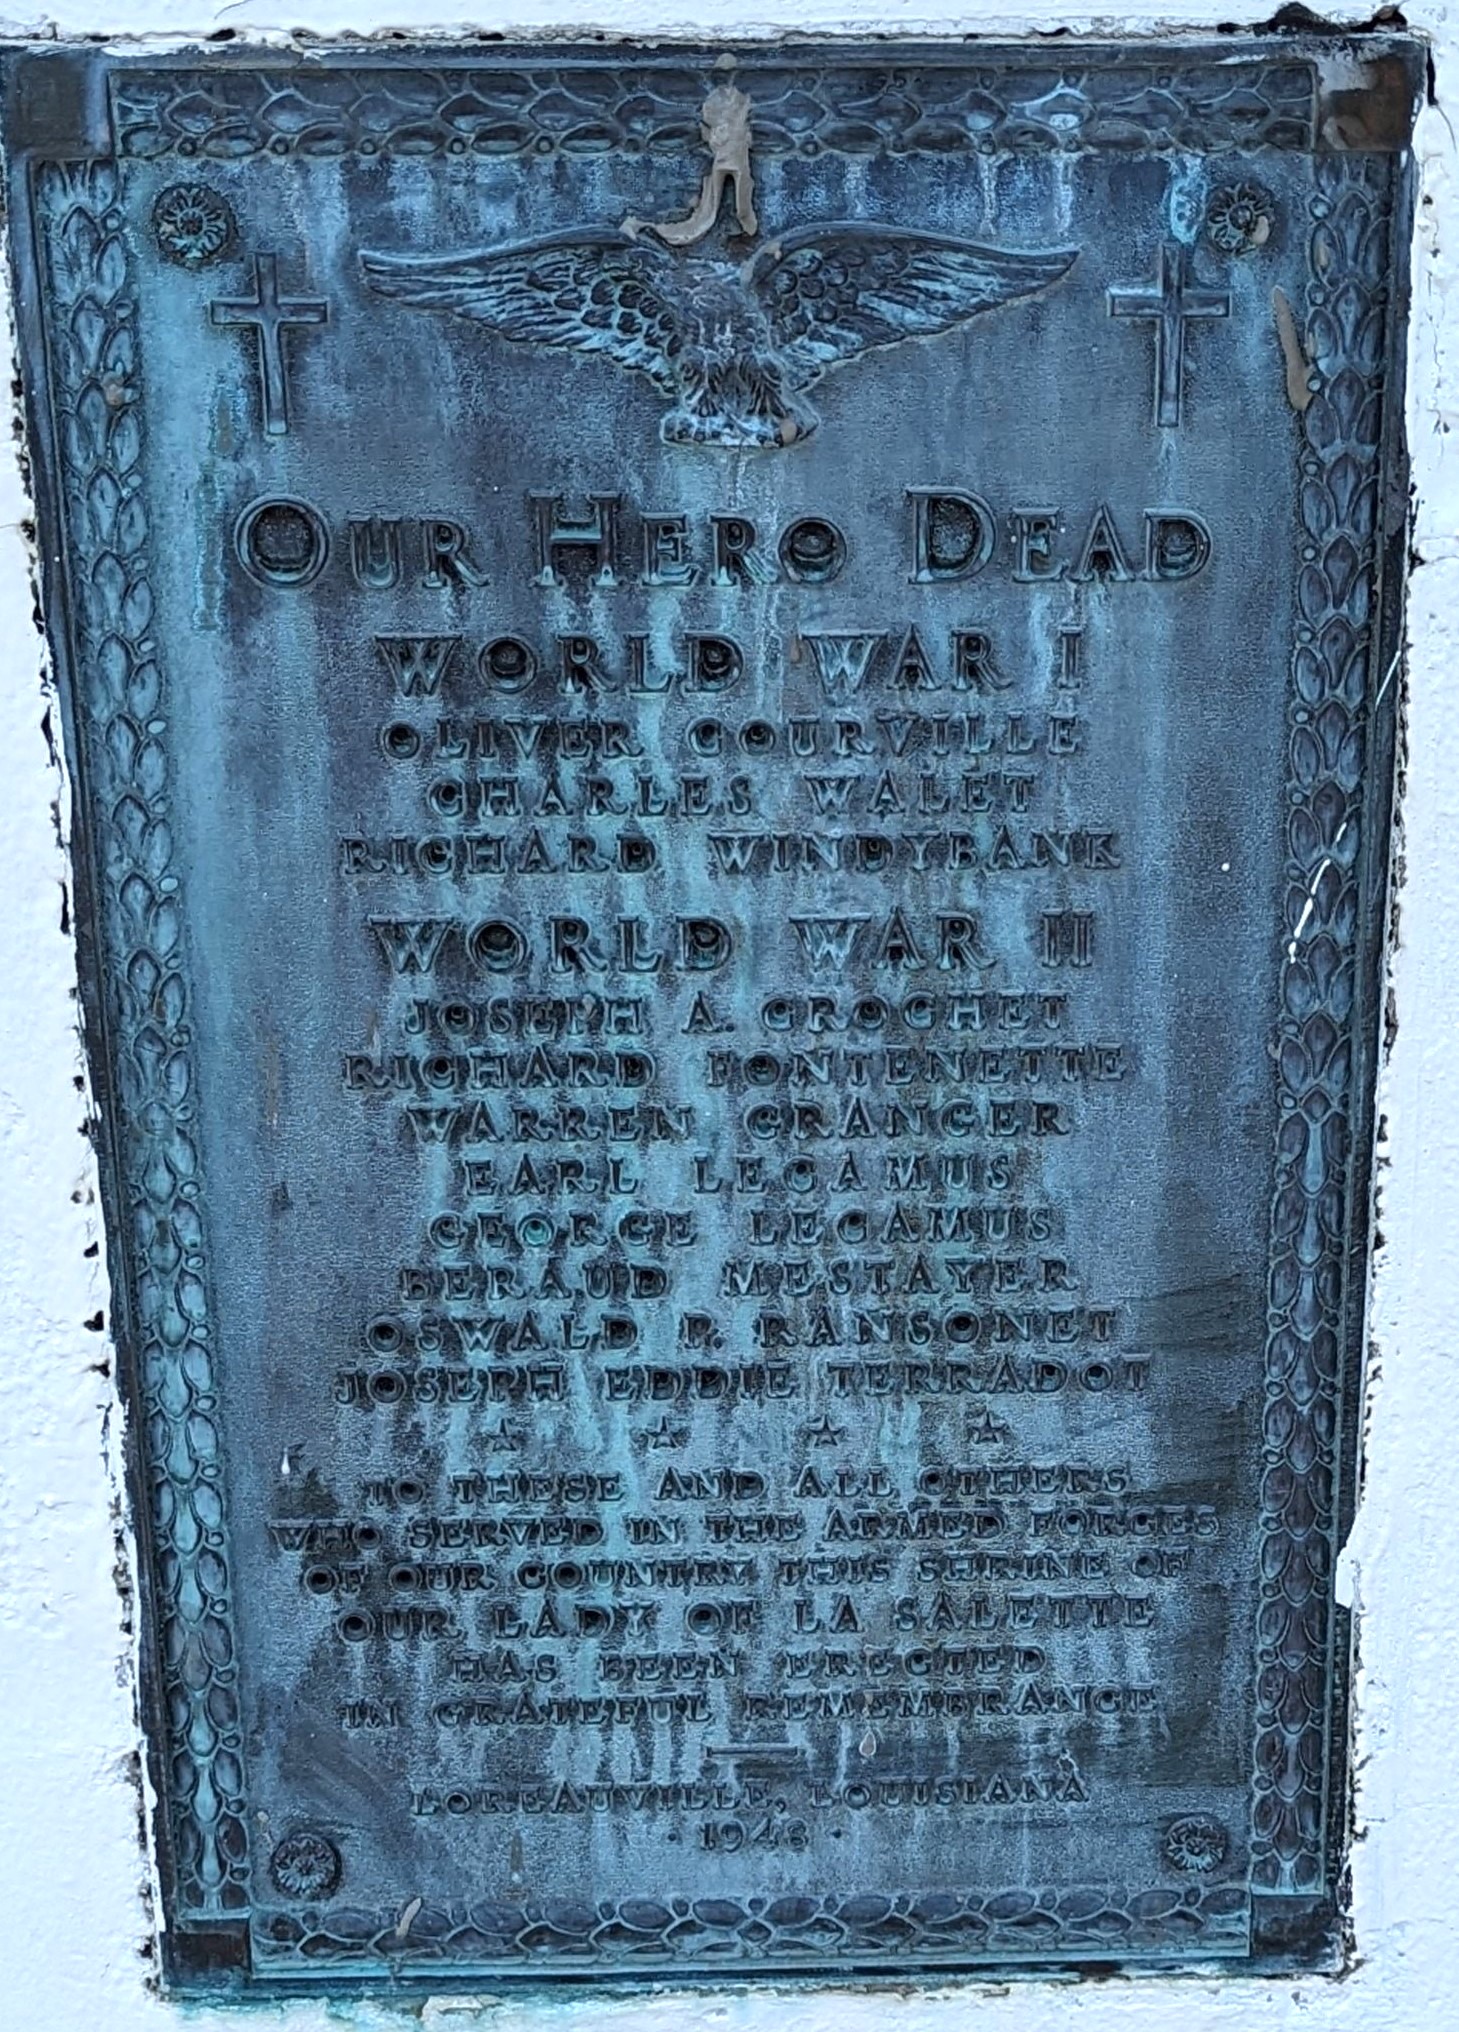 OUR HERO DEAD
WORLD WAR I
OLIVER COURVILLE
CHARLES WALET
RICHARD WINDYBANK
WORLD WAR II
JOSEPH A. CROCHET
RICHARD FONTENETTE
WARREN GRANGER
EARL LECAMUS
GEORGE LECAMUS
BERAUD MESTAYER
OSWALD P. RANSONET
JOSEPH EDDIE TERRADOT
TO THESE AND ALL OTHERS
WHO SERVED IN THE ARMED FORCES
OF OUR COUNTRY THIS SHRINE OF
OUR LADY OF LA SALETTE
HAS BEEN ERECTED
IN GRATEFUL REMEMBRANCE
LOREAUVILLE, LOUISIANA
· 1948 ·